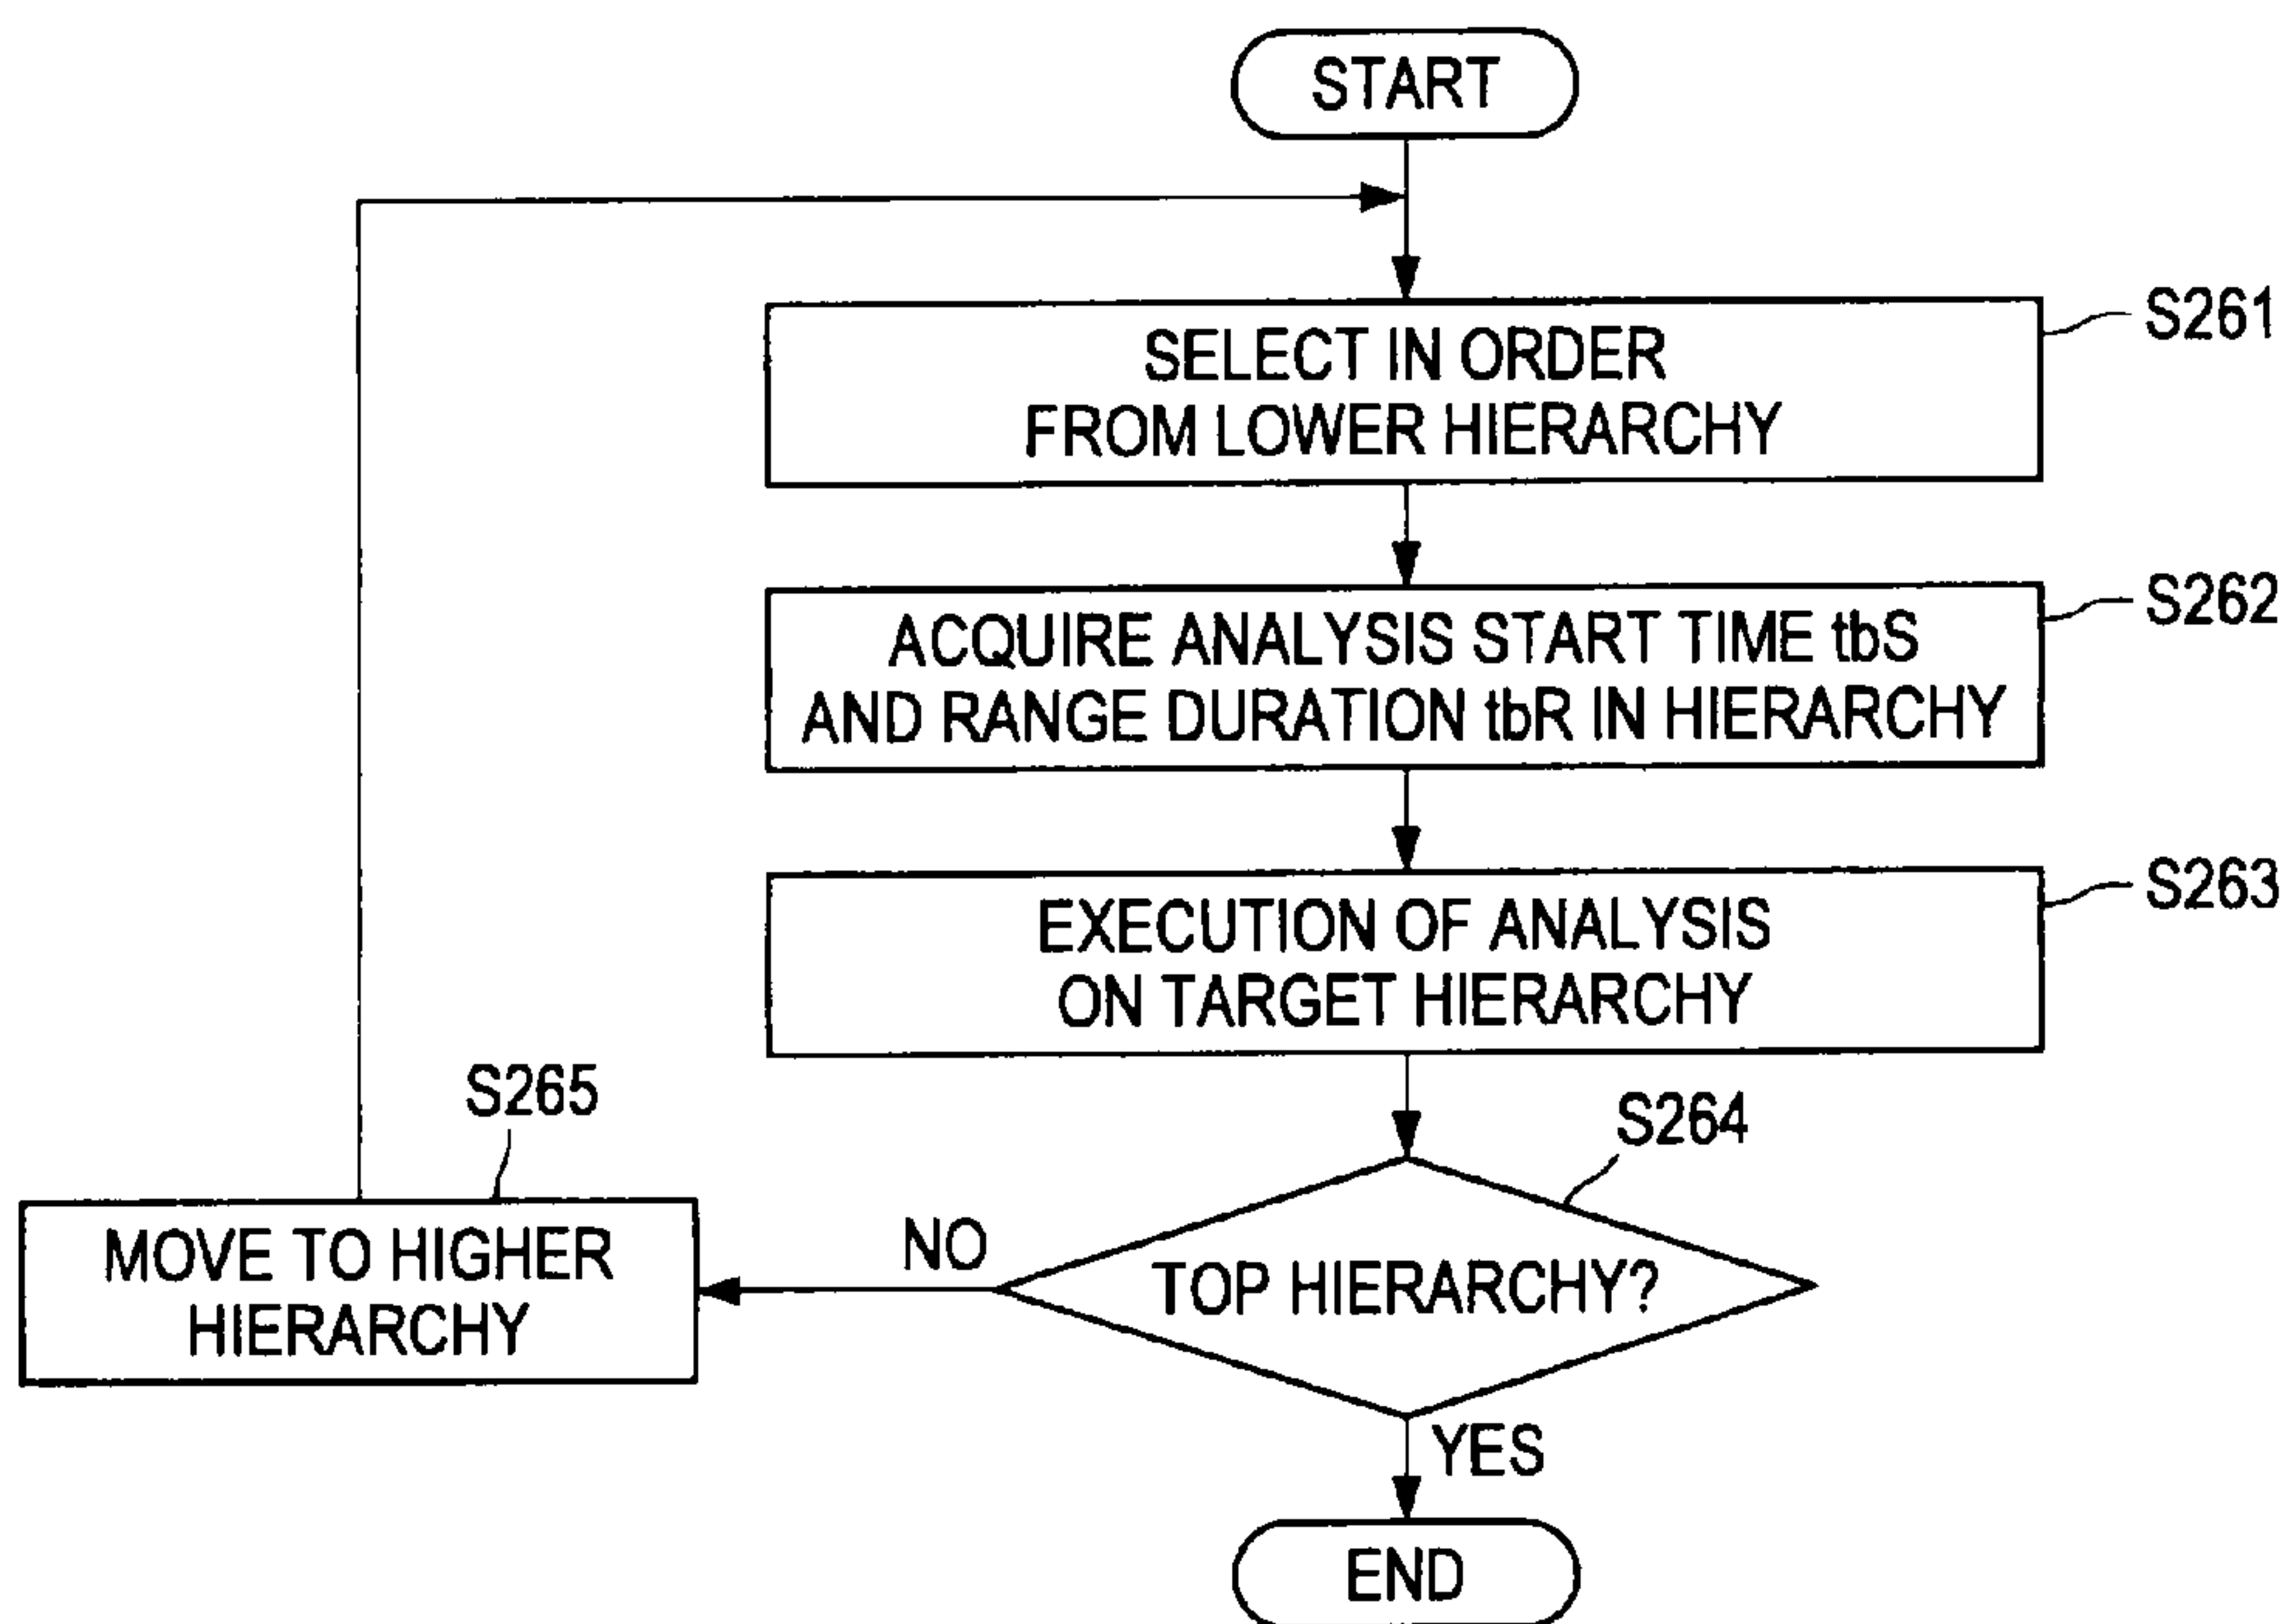 START
SELECT IN ORDER
FROM LOWER HIERARCHY
S261
ACQUIRE ANALYSIS START TIME tbS
AND RANGE DURATION tbR IN HIERARCHY
S262
EXECUTION OF ANALYSIS
ON TARGET HIERARCHY
S263
S264
TOP HIERARCHY?
NO
S265
MOVE TO HIGHER
HIERARCHY
YES
END